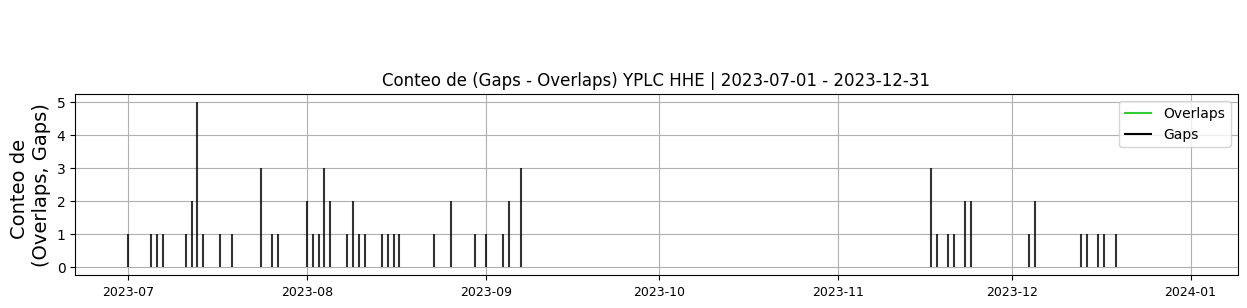 Conteo de (Gaps - Overlaps) YPLC HHE | 2023-07-01 - 2023-12-31
Conteo de
(Overlaps, Gaps)
5
4
3
2
1
0
Overlaps
Gaps
2023-07 2023-08 2023-09 2023-10 2023-11 2023-12 2024-01